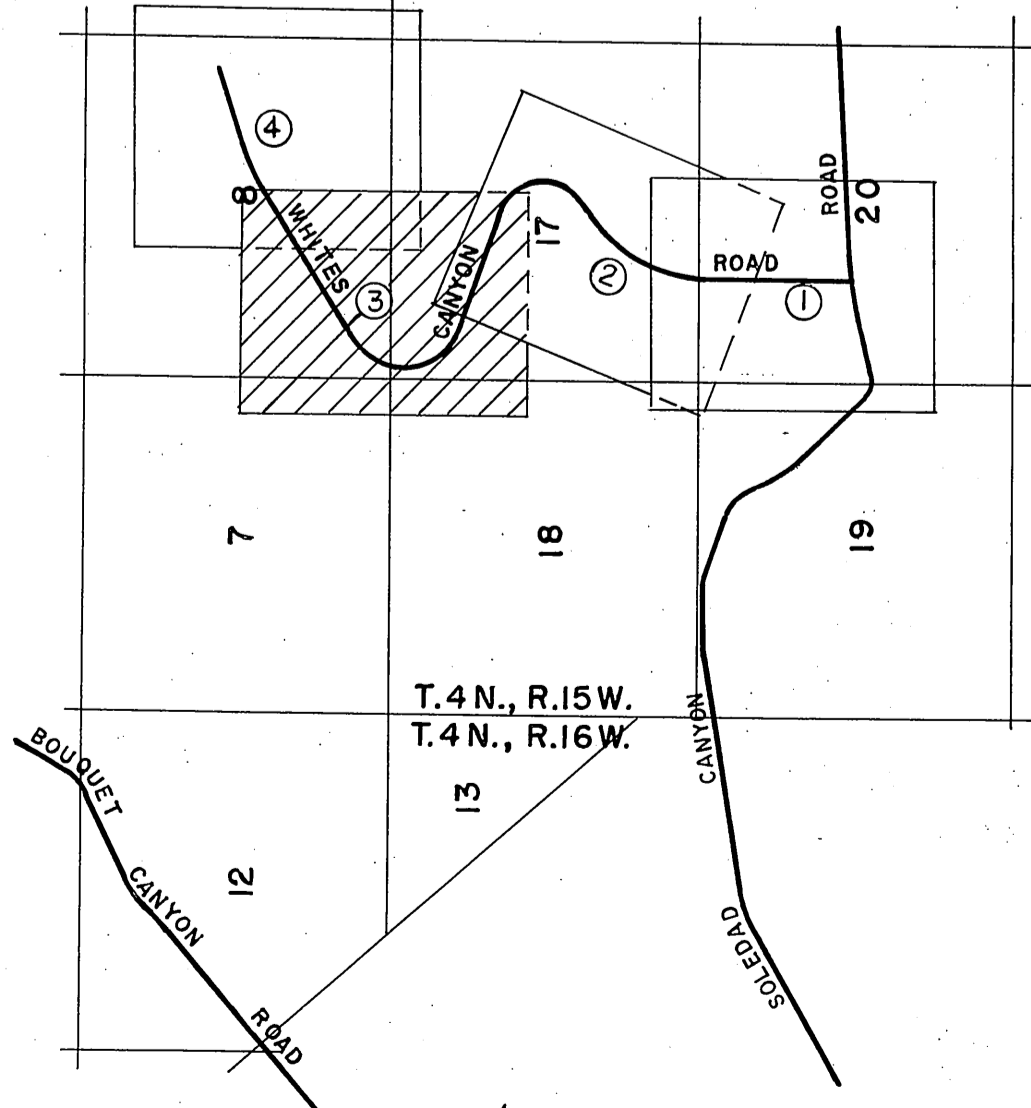 4
8
WHITES
CANYON
ROAD
3
17
2
1
ROAD
20
7
18
19
T.4 N., R.15 W.
T.4 N., R.16 W.
13
12
BOUQUET
CANYON
ROAD
CANYON
SOLEDAD